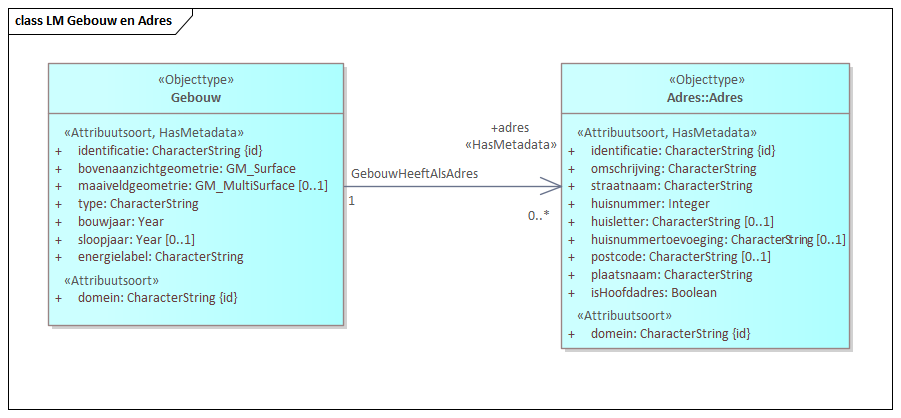 class LM Gebouw en Adres
«Objecttype»
Gebouw
«Attribuutsoort, HasMetadata»
+ identificatie: CharacterString {id}
+ bovenaanzichtgeometrie: GM_Surface
+ maaiveldgeometrie: GM_MultiSurface [0..1]
+ type: CharacterString
+ bouwjaar: Year
+ sloopjaar: Year [0..1]
+ energielabel: CharacterString
«Attribuutsoort»
+ domein: CharacterString {id}
+adres
«HasMetadata»
GebouwHeeftAlsAdres
1
0..*
«Objecttype»
Adres::Adres
«Attribuutsoort, HasMetadata»
+ identificatie: CharacterString {id}
+ omschrijving: CharacterString
+ straatnaam: CharacterString
+ huisnummer: Integer
+ huisletter: CharacterString [0..1]
+ huisnummertoevoeging: CharacterString [0..1]
+ postcode: CharacterString [0..1]
+ plaatsnaam: CharacterString
+ isHoofdadres: Boolean
«Attribuutsoort»
+ domein: CharacterString {id}